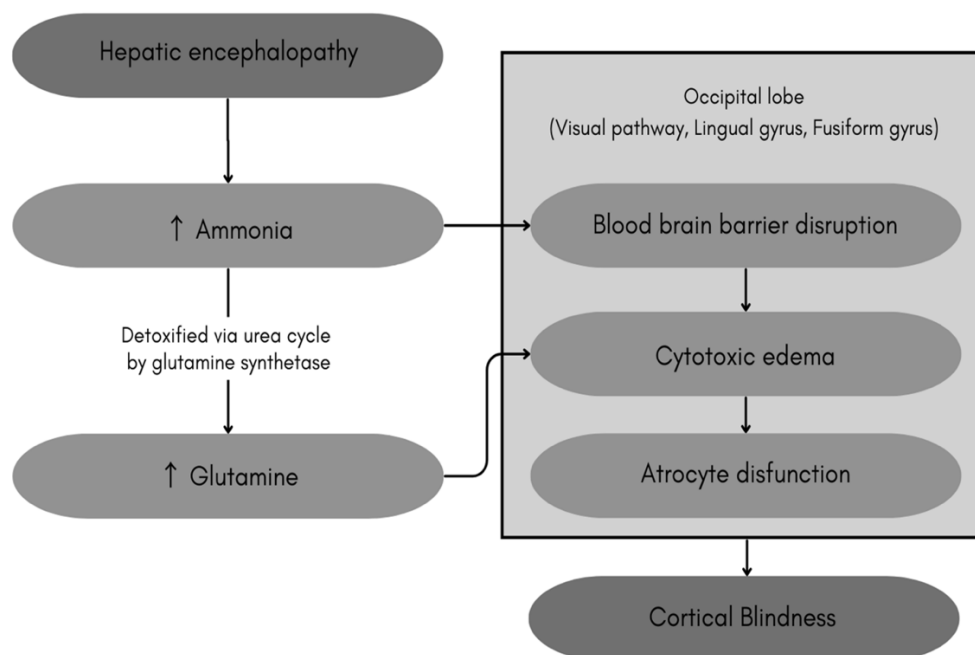 Hepatic encephalopathy
↑ Ammonia
Detoxified via urea cycle
by glutamine synthetase
↑ Glutamine
Occipital lobe
(Visual pathway, Lingual gyrus, Fusiform gyrus)
Blood brain barrier disruption
Cytotoxic edema
Atrocyte disfunction
Cortical Blindness